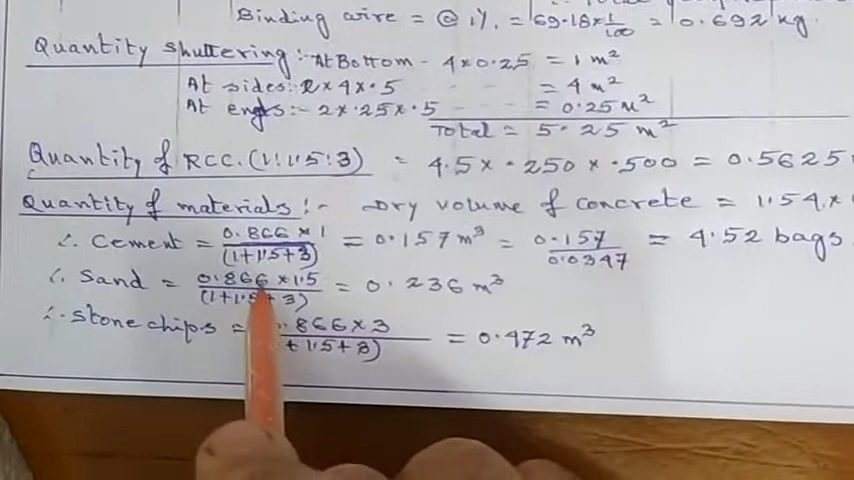 Binding wire = @ 1%. = 69.18 × 1/100 = 0.692 kg.
Quantity shuttering :- At Bottom - 4 × 0.25 = 1 m²
At sides:- 2 × 4 × .5 = 4 m²
At ends:- 2 × .25 × .5 = 0.25 m²
Total = 5.25 m²
Quantity of RCC. (1:1.5:3) = 4.5 × .250 × .500 = 0.5625
Quantity of materials :- Dry volume of concrete = 1.54 ×
∴ Cement = 0.866 × 1 / (1+1.5+3) = 0.157 m³ = 0.157 / 0.0347 = 4.52 bags
∴ Sand = 0.866 × 1.5 / (1+1.5+3) = 0.236 m³
∴ Stone chips = .866 × 3 / + 1.5 + 3) = 0.472 m³